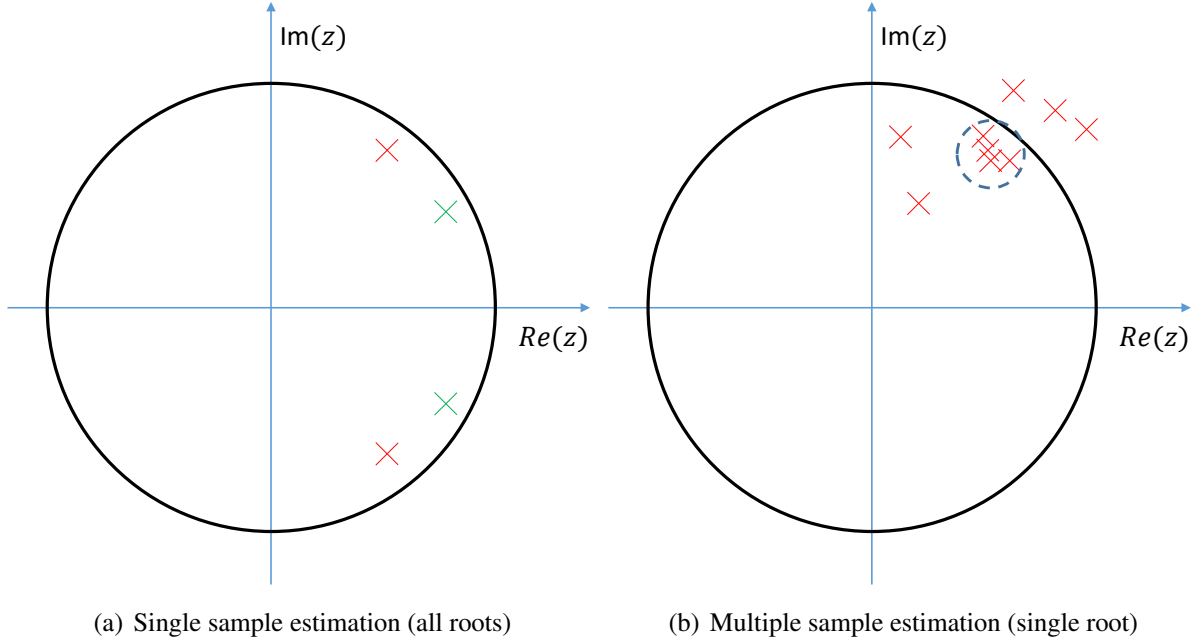 Im(z)
Im(z)
Re(z)
Re(z)
(a) Single sample estimation (all roots)
(b) Multiple sample estimation (single root)